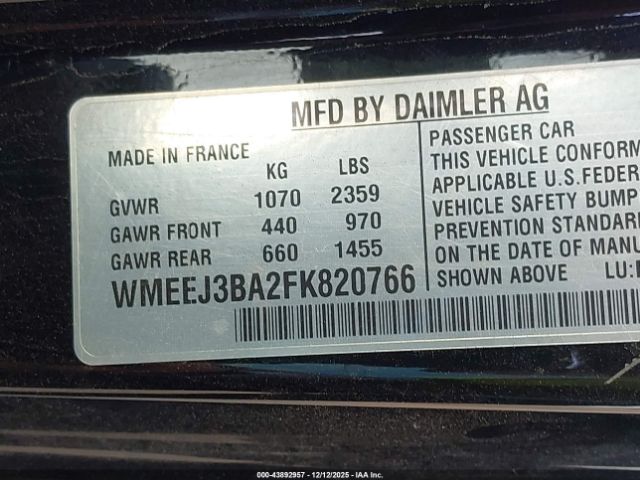 MFD BY DAIMLER AG
MADE IN FRANCE
KG LBS
GVWR 1070 2359
GAWR FRONT 440 970
GAWR REAR 660 1455
WMEEJ3BA2FK820766
PASSENGER CAR
THIS VEHICLE CONFORM
APPLICABLE U.S.FEDER
VEHICLE SAFETY BUMP
PREVENTION STANDAR
ON THE DATE OF MANU
SHOWN ABOVE LU:
000-43892957 - 12/12/2025 - IAA Inc.